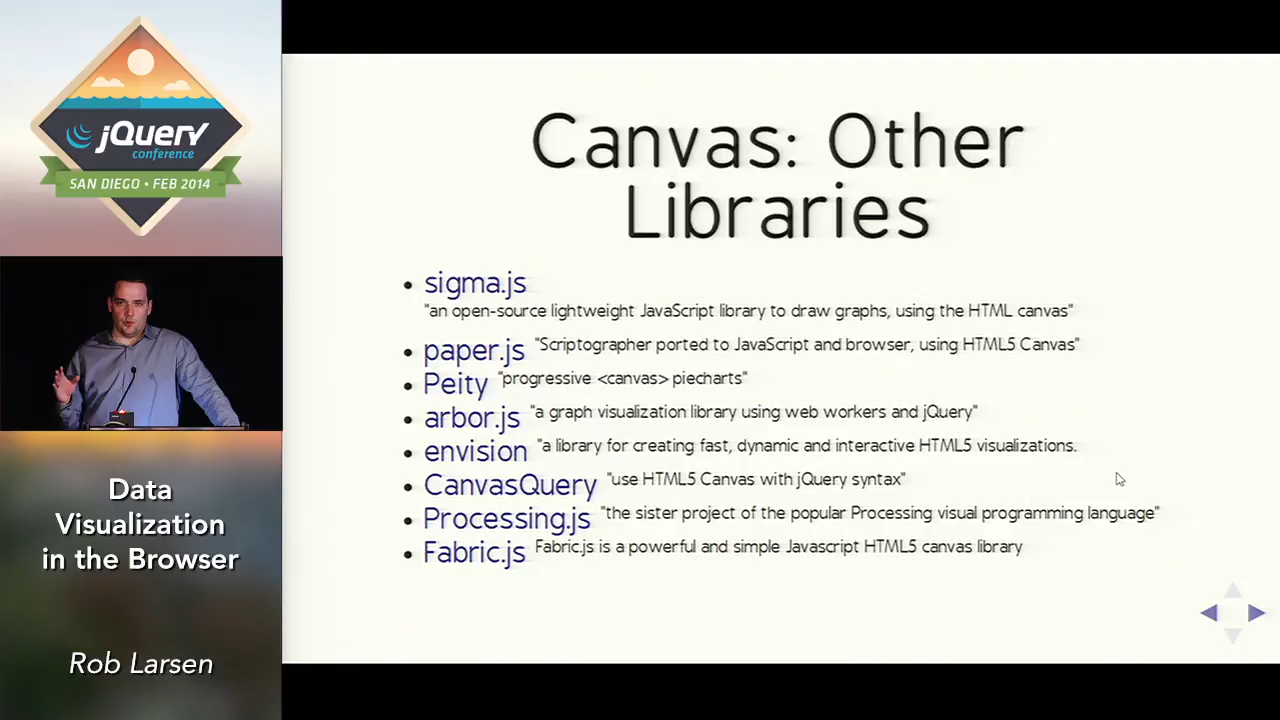 jQuery
conference
SAN DIEGO • FEB 2014
Data
Visualization
in the Browser
Rob Larsen
Canvas: Other
Libraries
• sigma.js
"an open-source lightweight JavaScript library to draw graphs, using the HTML canvas"
• paper.js "Scriptographer ported to JavaScript and browser, using HTML5 Canvas"
• Peity "progressive <canvas> piecharts"
• arbor.js "a graph visualization library using web workers and jQuery"
• envision "a library for creating fast, dynamic and interactive HTML5 visualizations.
• CanvasQuery "use HTML5 Canvas with jQuery syntax"
• Processing.js "the sister project of the popular Processing visual programming language"
• Fabric.js Fabric.js is a powerful and simple Javascript HTML5 canvas library